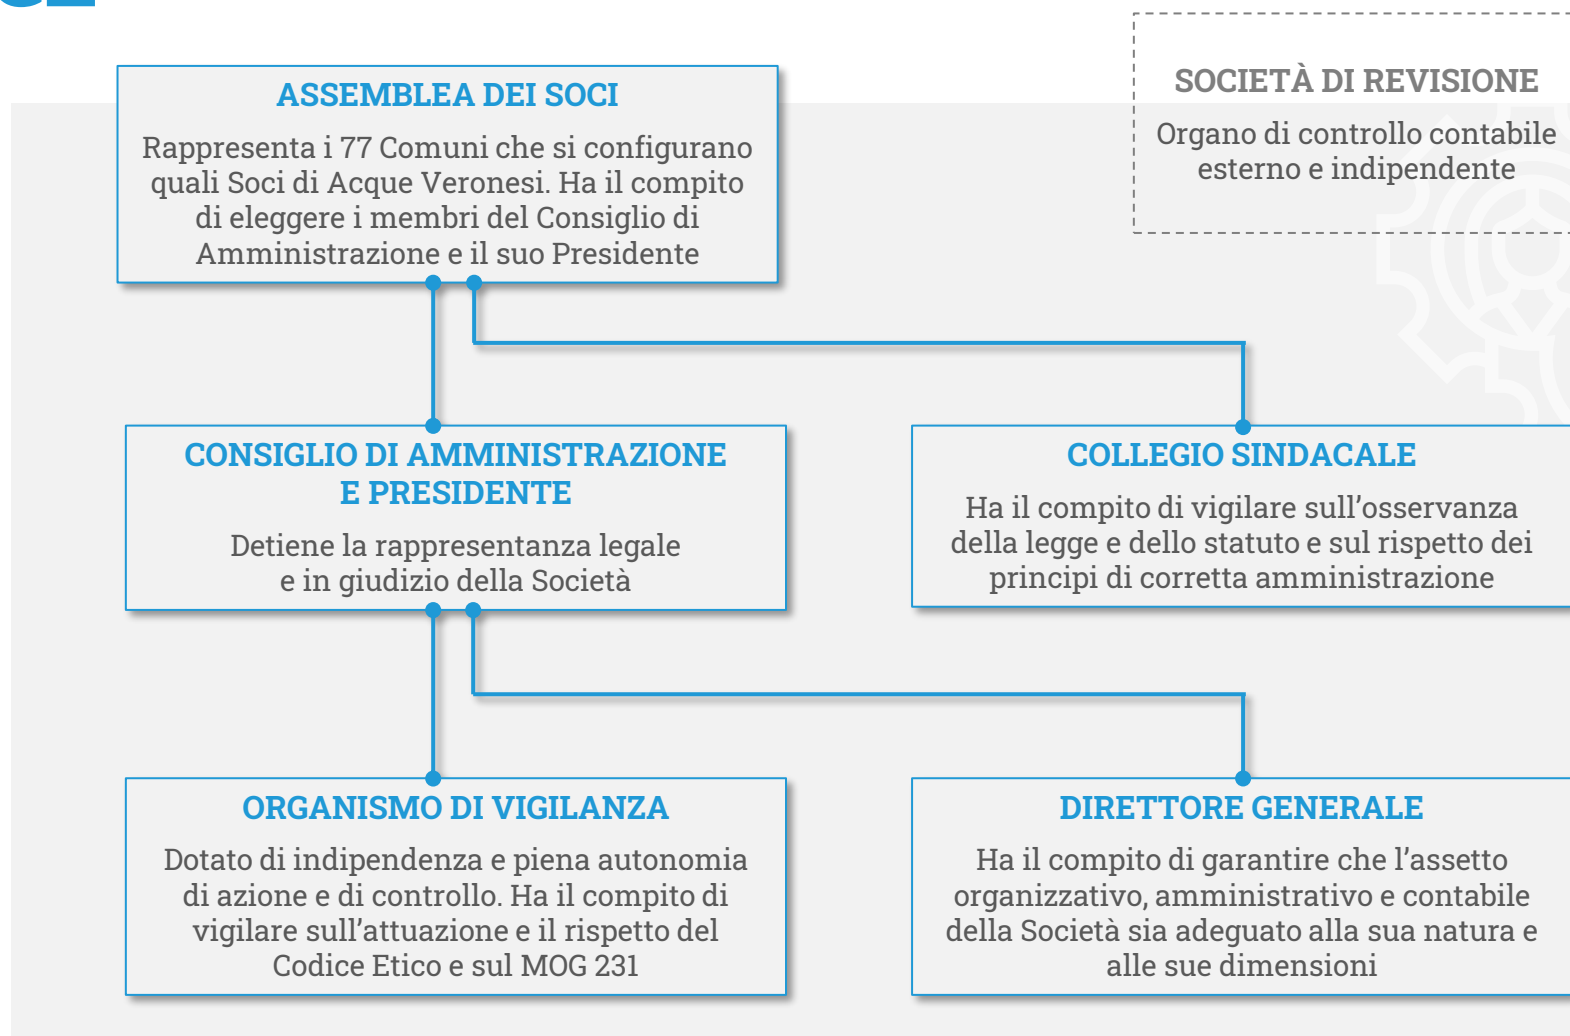 ASSEMBLEA DEI SOCI
Rappresenta i 77 Comuni che si configurano
quali Soci di Acque Veronesi. Ha il compito
di eleggere i membri del Consiglio di
Amministrazione e il suo Presidente
SOCIETÀ DI REVISIONE
Organo di controllo contabile
esterno e indipendente
CONSIGLIO DI AMMINISTRAZIONE
E PRESIDENTE
Detiene la rappresentanza legale
e in giudizio della Società
COLLEGIO SINDACALE
Ha il compito di vigilare sull’osservanza
della legge e dello statuto e sul rispetto dei
principi di corretta amministrazione
ORGANISMO DI VIGILANZA
Dotato di indipendenza e piena autonomia
di azione e di controllo. Ha il compito di
vigilare sull’attuazione e il rispetto del
Codice Etico e sul MOG 231
DIRETTORE GENERALE
Ha il compito di garantire che l’assetto
organizzativo, amministrativo e contabile
della Società sia adeguato alla sua natura e
alle sue dimensioni